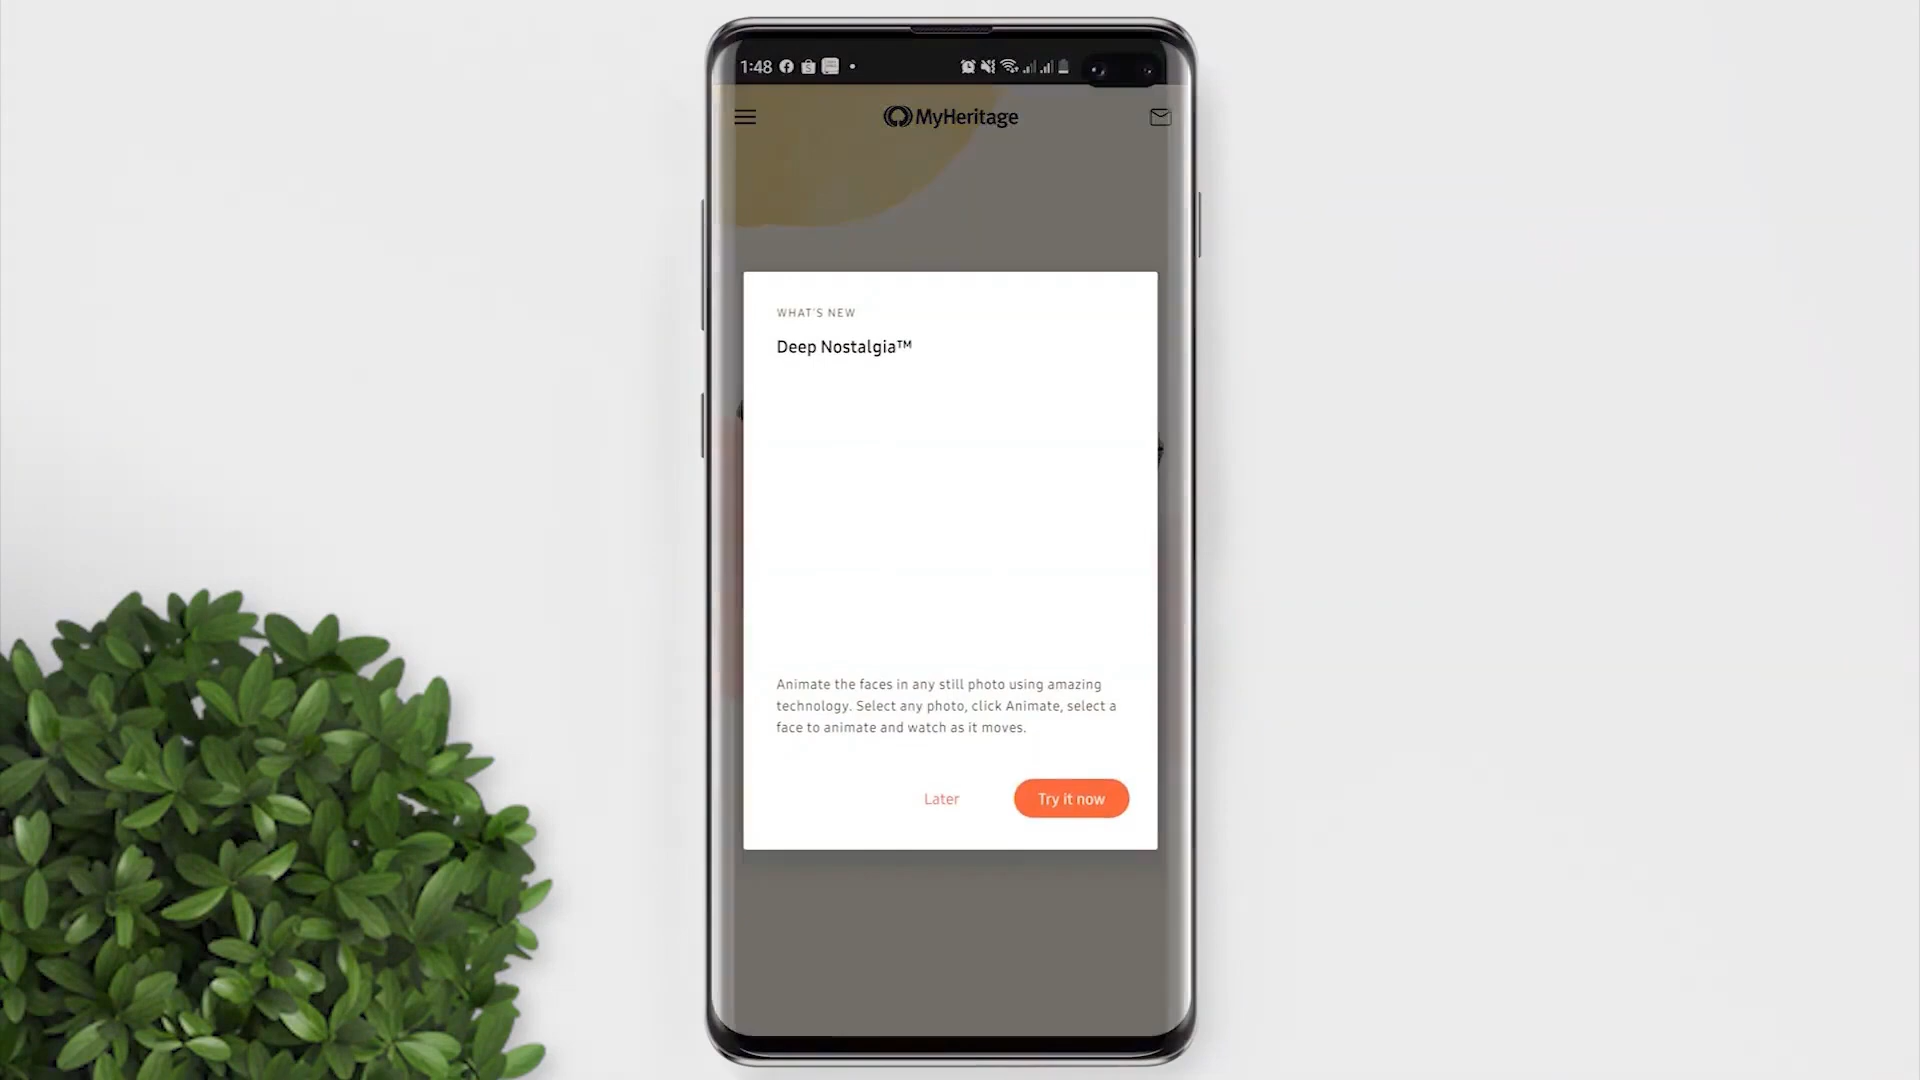 1:48
MyHeritage
WHAT'S NEW
Deep Nostalgia™
Animate the faces in any still photo using amazing
technology. Select any photo, click Animate, select a
face to animate and watch as it moves.
Later
Try it now